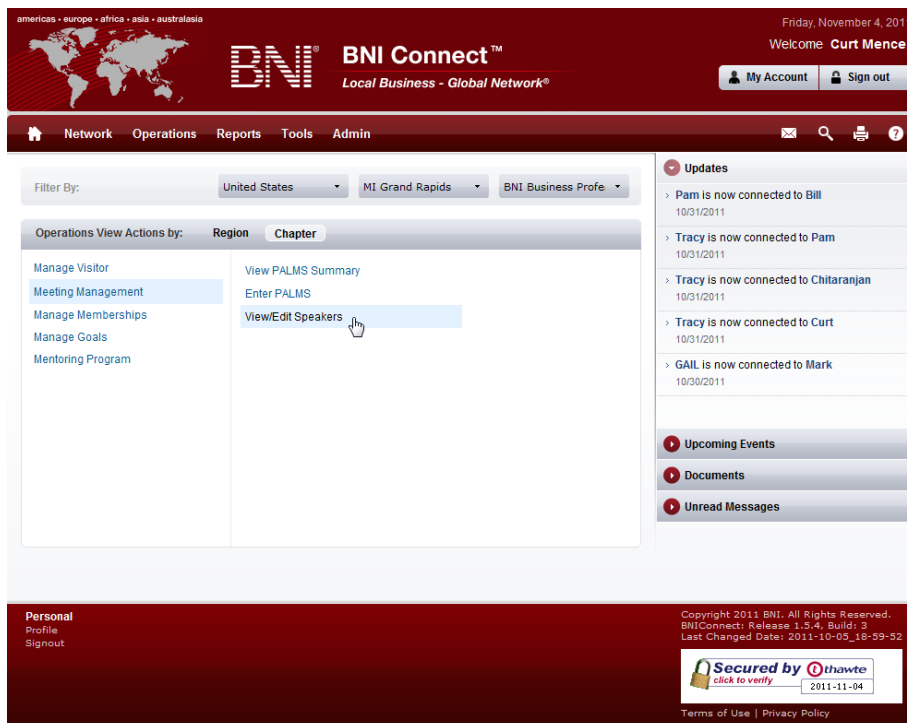 americas • europe • africa • asia • australasia
BNI®
BNI Connect™
Local Business - Global Network®
Friday, November 4, 201
Welcome Curt Mence
My Account
Sign out
Network Operations Reports Tools Admin
?
Filter By:
United States
MI Grand Rapids
BNI Business Profe
Operations View Actions by: Region Chapter
Manage Visitor
Meeting Management
Manage Memberships
Manage Goals
Mentoring Program
View PALMS Summary
Enter PALMS
View/Edit Speakers
Updates
Pam is now connected to Bill
10/31/2011
Tracy is now connected to Pam
10/31/2011
Tracy is now connected to Chitaranjan
10/31/2011
Tracy is now connected to Curt
10/31/2011
GAIL is now connected to Mark
10/30/2011
Upcoming Events
Documents
Unread Messages
Personal
Profile
Signout
Copyright 2011 BNI. All Rights Reserved.
BNIConnect: Release 1.5.4, Build: 3
Last Changed Date: 2011-10-05_18-59-52
Secured by thawte
click to verify
2011-11-04
Terms of Use | Privacy Policy